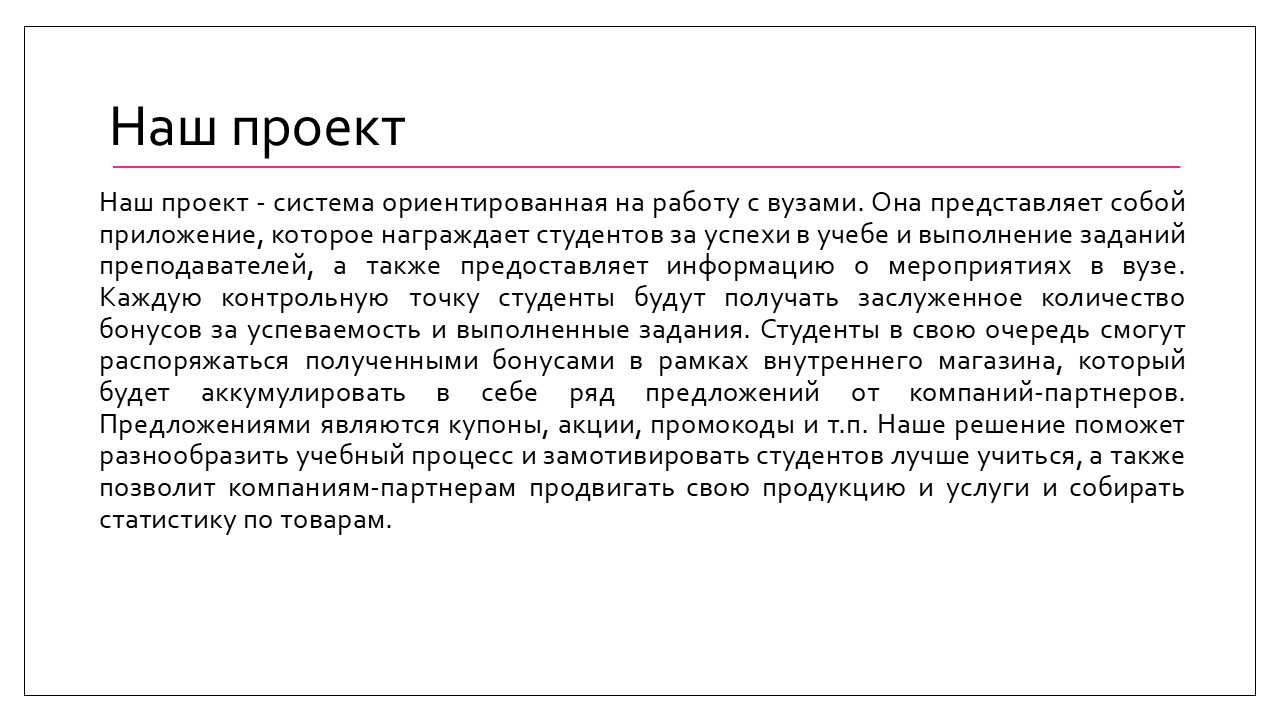 Наш проект
Наш проект - система ориентированная на работу с вузами. Она представляет собой
приложение, которое награждает студентов за успехи в учебе и выполнение заданий
преподавателей, а также предоставляет информацию о мероприятиях в вузе.
Каждую контрольную точку студенты будут получать заслуженное количество
бонусов за успеваемость и выполненные задания. Студенты в свою очередь смогут
распоряжаться полученными бонусами в рамках внутреннего магазина, который
будет аккумулировать в себе ряд предложений от компаний-партнеров.
Предложениями являются купоны, акции, промокоды и т.п. Наше решение поможет
разнообразить учебный процесс и замотивировать студентов лучше учиться, а также
позволит компаниям-партнерам продвигать свою продукцию и услуги и собирать
статистику по товарам.